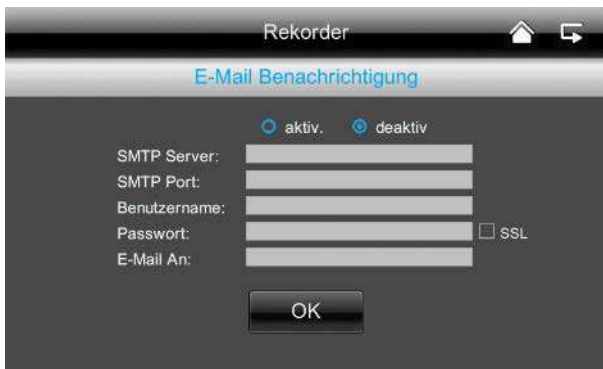 Rekorder
E-Mail Benachrichtigung
aktiv. deaktiv
SMTP Server:
SMTP Port:
Benutzername:
Passwort: SSL
E-Mail An:
OK